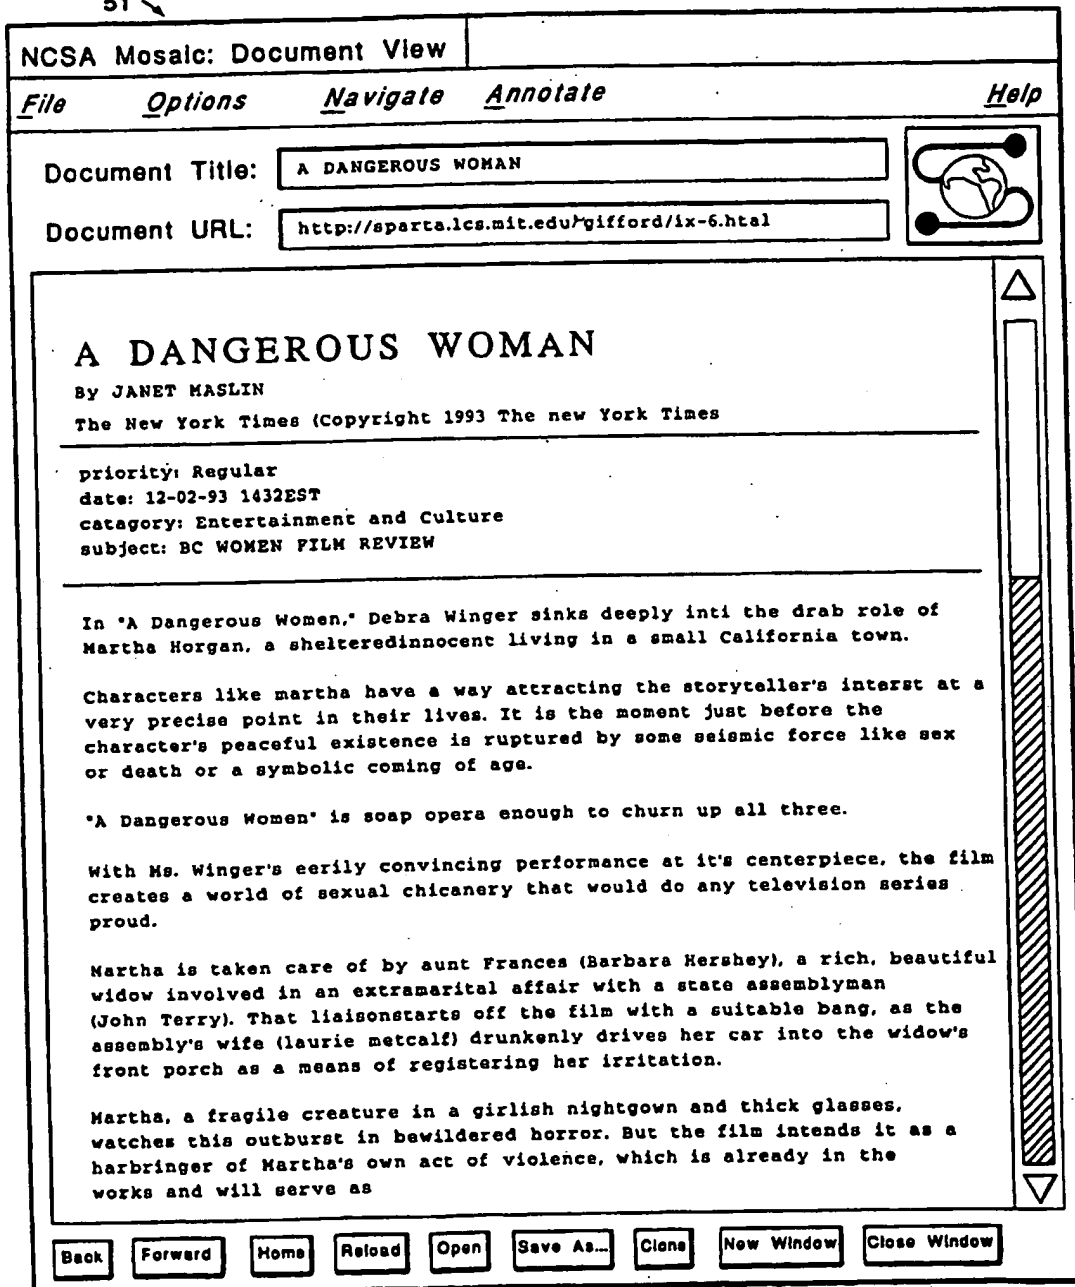 51
NCSA Mosaic: Document View
File Options Navigate Annotate Help
Document Title: A DANGEROUS WOMAN
Document URL: http://sparta.lcs.mit.edu/gifford/ix-6.htal
A DANGEROUS WOMAN
By JANET MASLIN
The New York Times (Copyright 1993 The new York Times
priority: Regular
date: 12-02-93 1432EST
catagory: Entertainment and Culture
subject: BC WOMEN FILM REVIEW
In "A Dangerous Women," Debra Winger sinks deeply inti the drab role of
Martha Horgan, a shelteredinnocent living in a small California town.
Characters like martha have a way attracting the storyteller's interst at a
very precise point in their lives. It is the moment just before the
character's peaceful existence is ruptured by some seismic force like sex
or death or a symbolic coming of age.
"A Dangerous Women" is soap opera enough to churn up all three.
With Ms. Winger's eerily convincing performance at it's centerpiece, the film
creates a world of sexual chicanery that would do any television series
proud.
Martha is taken care of by aunt Frances (Barbara Hershey), a rich, beautiful
widow involved in an extramarital affair with a state assemblyman
(John Terry). That liaisonstarts off the film with a suitable bang, as the
assembly's wife (laurie metcalf) drunkenly drives her car into the widow's
front porch as a means of registering her irritation.
Martha, a fragile creature in a girlish nightgown and thick glasses,
watches this outburst in bewildered horror. But the film intends it as a
harbringer of Martha's own act of violence, which is already in the
works and will serve as
Back Forward Home Reload Open Save As... Clone New Window Close Window